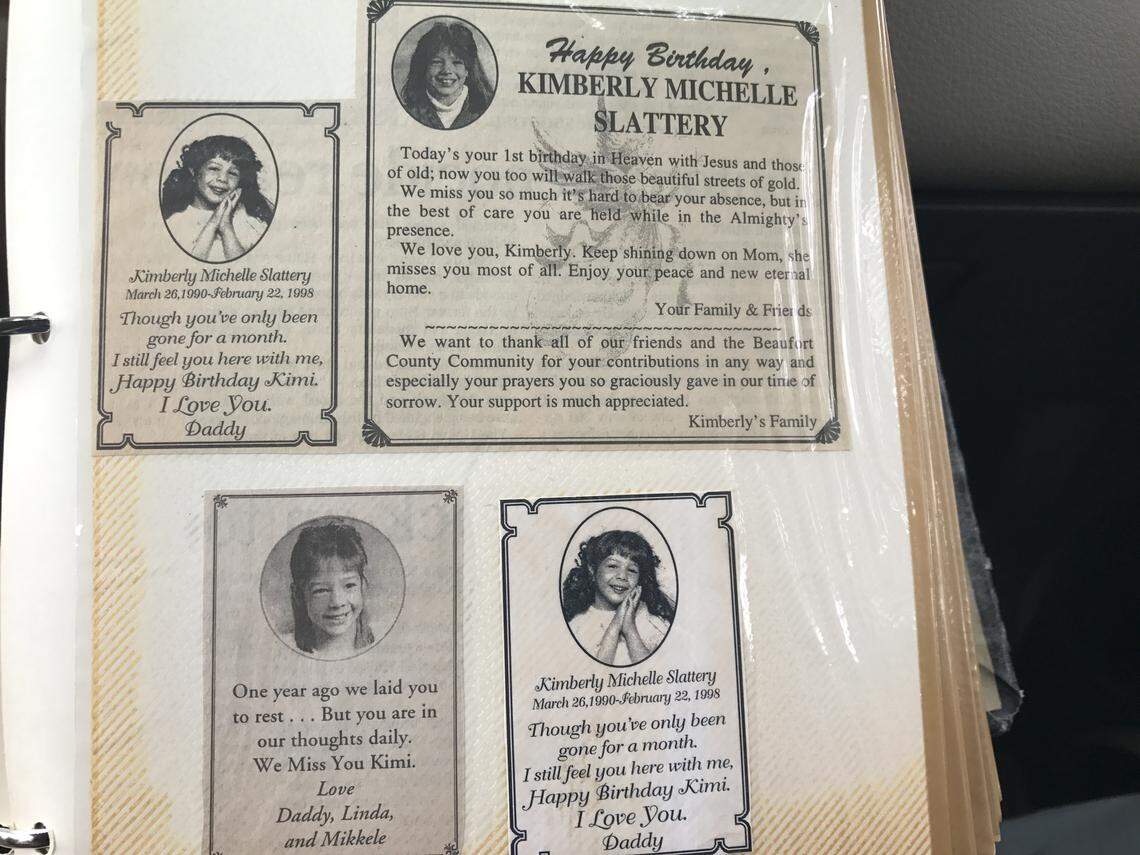 Happy Birthday,
KIMBERLY MICHELLE
SLATTERY
Today's your 1st birthday in Heaven with Jesus and those
of old; now you too will walk those beautiful streets of gold.
We miss you so much it's hard to bear your absence, but in
the best of care you are held while in the Almighty's
presence.
We love you, Kimberly. Keep shining down on Mom, she
misses you most of all. Enjoy your peace and new eternal
home.
Your Family & Friends
We want to thank all of our friends and the Beaufort
County Community for your contributions in any way and
especially your prayers you so graciously gave in our time of
sorrow. Your support is much appreciated.
Kimberly's Family
Kimberly Michelle Slattery
March 26,1990-February 22, 1998
Though you've only been
gone for a month.
I still feel you here with me,
Happy Birthday Kimi.
I Love You.
Daddy
One year ago we laid you
to rest . . . But you are in
our thoughts daily.
We Miss You Kimi.
Love
Daddy, Linda,
and Mikkele
Kimberly Michelle Slattery
March 26,1990-February 22, 1998
Though you've only been
gone for a month.
I still feel you here with me,
Happy Birthday Kimi.
I Love You.
Daddy